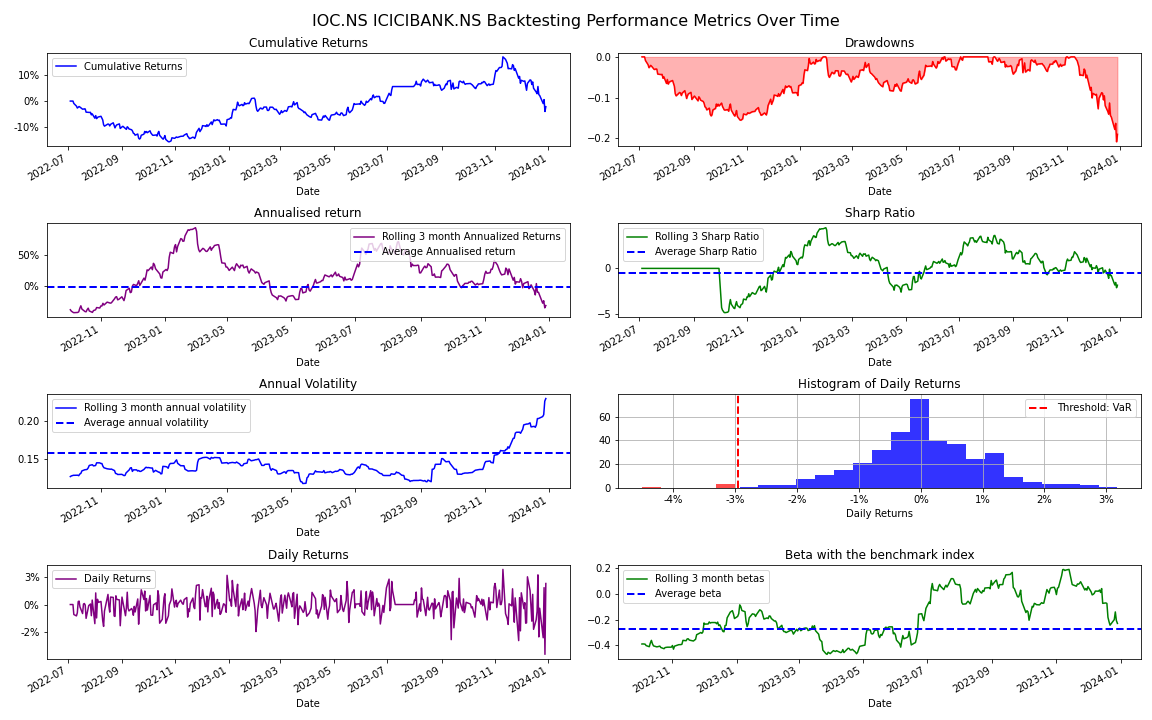 IOC.NS ICICIBANK.NS Backtesting Performance Metrics Over Time
Cumulative Returns
Cumulative Returns
10%
0%
-10%
2022-07 2022-09 2022-11 2023-01 2023-03 2023-05 2023-07 2023-09 2023-11 2024-01
Date
Drawdowns
0.0
−0.1
−0.2
2022-07 2022-09 2022-11 2023-01 2023-03 2023-05 2023-07 2023-09 2023-11 2024-01
Date
Annualised return
Rolling 3 month Annualized Returns
Average Annualised return
50%
0%
2022-11 2023-01 2023-03 2023-05 2023-07 2023-09 2023-11 2024-01
Date
Sharp Ratio
Rolling 3 Sharp Ratio
Average Sharp Ratio
0
−5
2022-07 2022-09 2022-11 2023-01 2023-03 2023-05 2023-07 2023-09 2023-11 2024-01
Date
Annual Volatility
Rolling 3 month annual volatility
Average annual volatility
0.20
0.15
2022-11 2023-01 2023-03 2023-05 2023-07 2023-09 2023-11 2024-01
Date
Histogram of Daily Returns
Threshold: VaR
60
40
20
0
-4% -3% -2% -1% 0% 1% 2% 3%
Daily Returns
Daily Returns
Daily Returns
3%
0%
-2%
2022-07 2022-09 2022-11 2023-01 2023-03 2023-05 2023-07 2023-09 2023-11 2024-01
Date
Beta with the benchmark index
Rolling 3 month betas
Average beta
0.2
0.0
−0.2
−0.4
2022-11 2023-01 2023-03 2023-05 2023-07 2023-09 2023-11 2024-01
Date